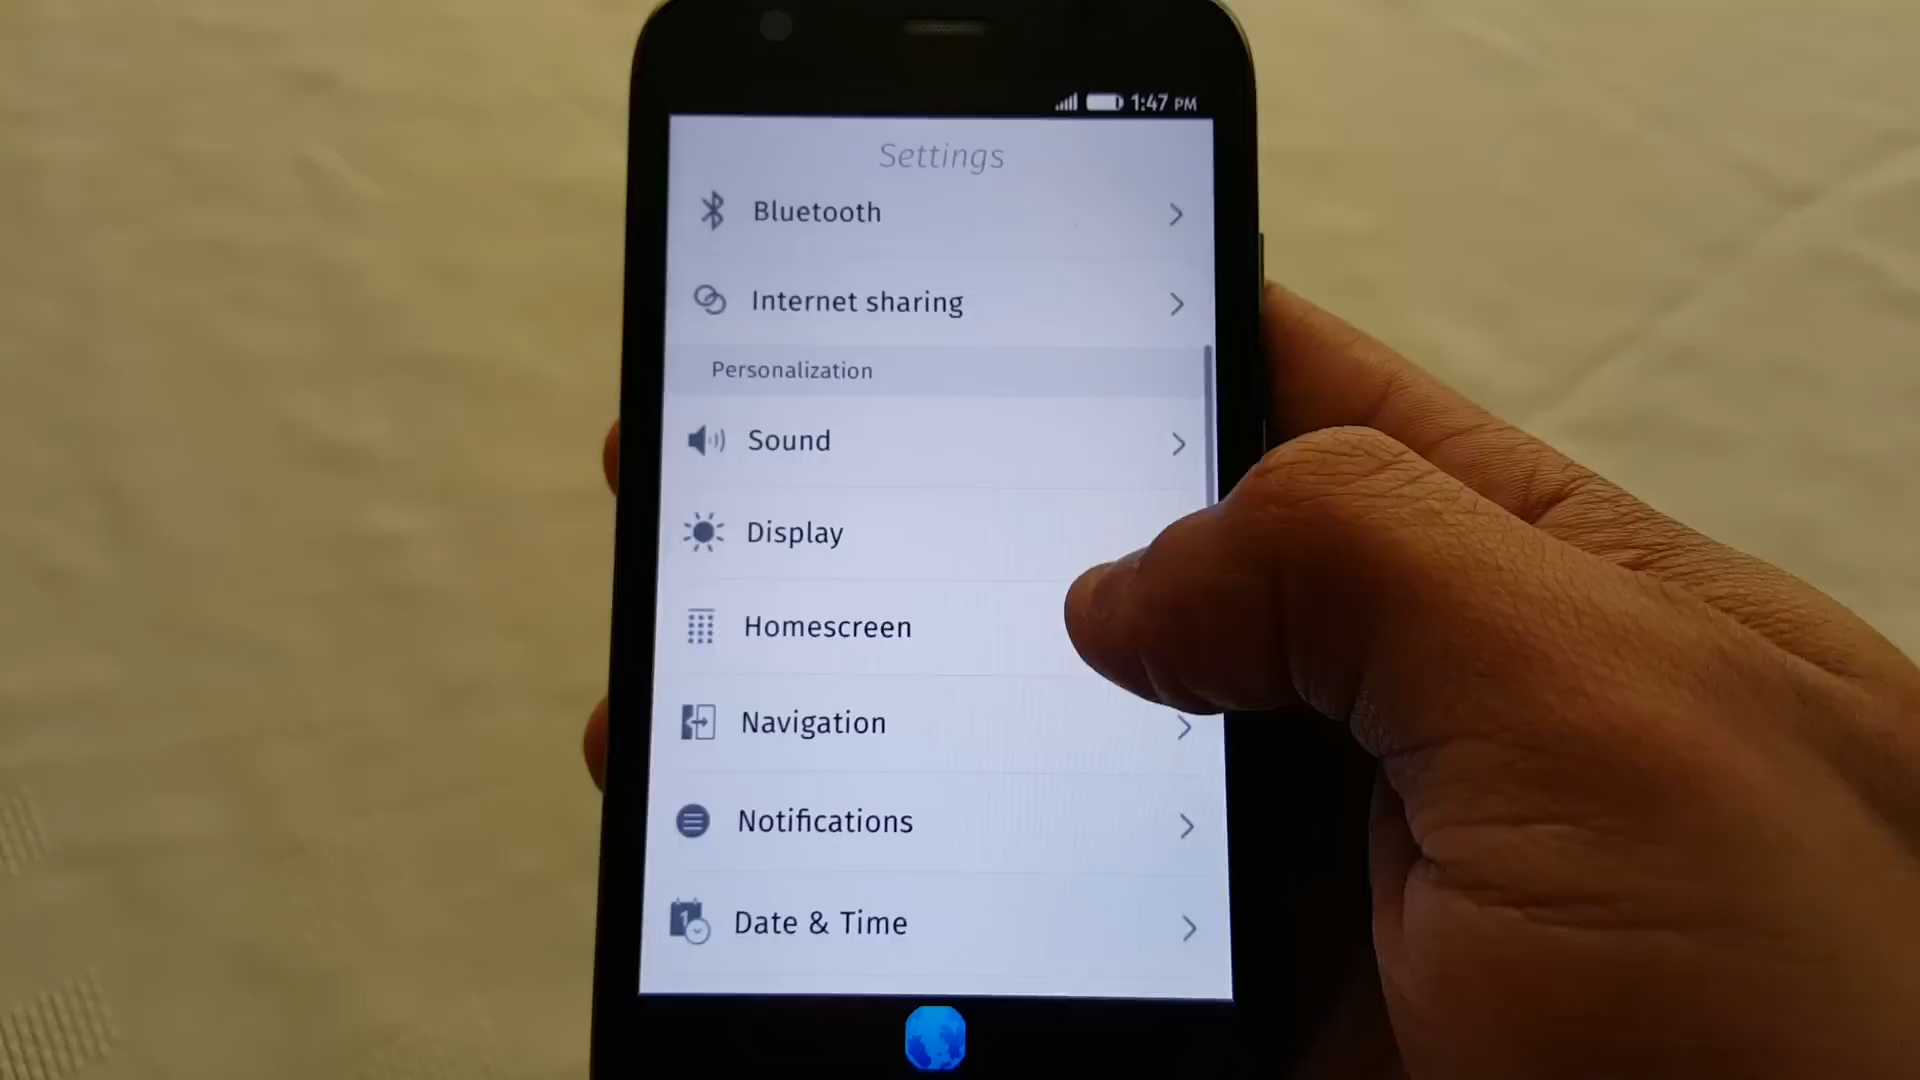 1:47 PM
Settings
Bluetooth
Internet sharing
Personalization
Sound
Display
Homescreen
Navigation
Notifications
Date & Time